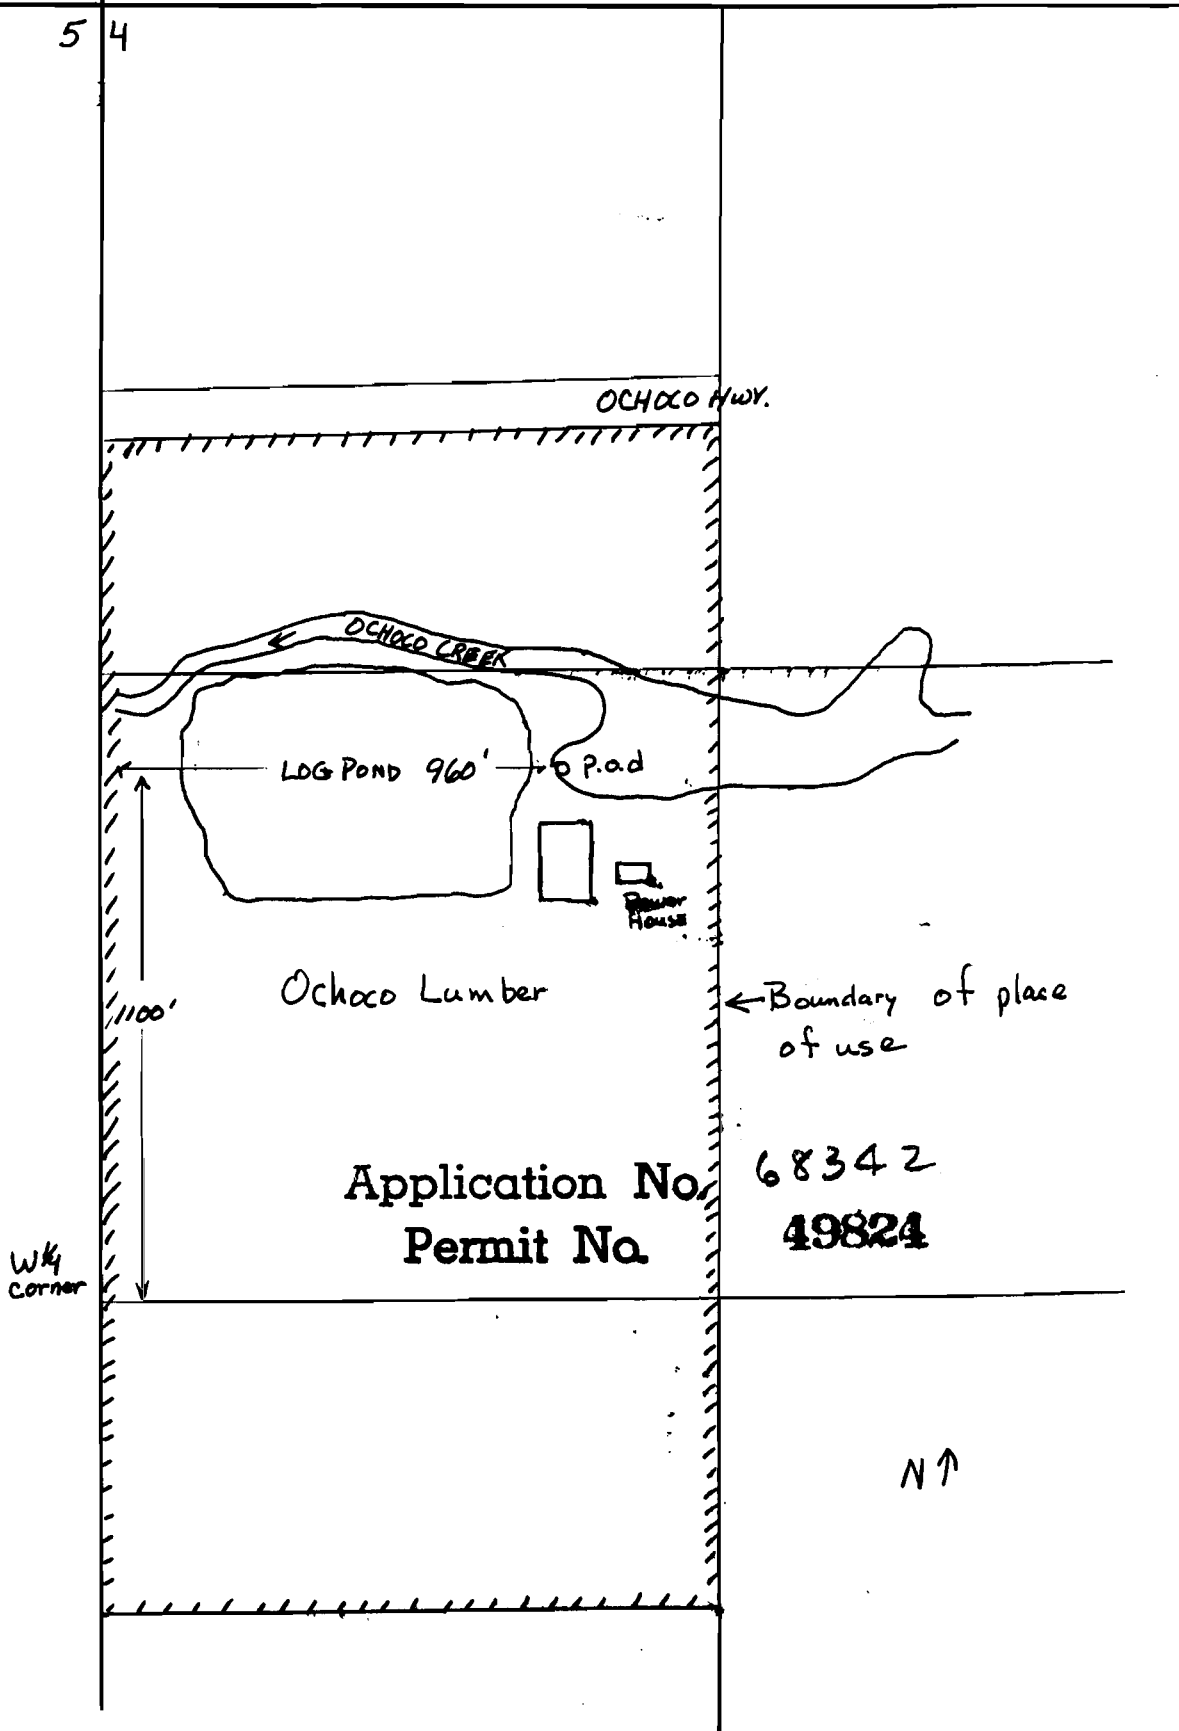 5 4
OCHOCO HWY.
OCHOCO CREEK
LOG POND 960'
P.O.d
Power
House
Ochoco Lumber
1100'
Boundary of place
of use
Application No. 68342
Permit No. 49824
W 1/4
corner
N